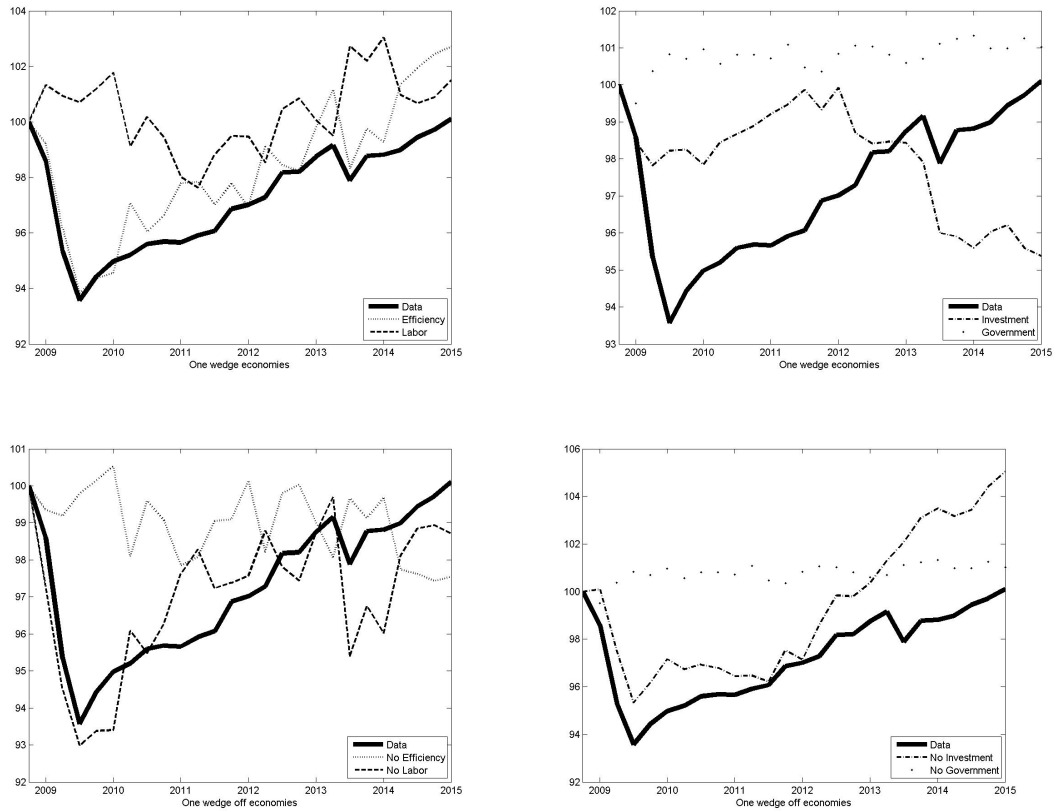 104
102
100
98
96
94
92
2009 2010 2011 2012 2013 2014 2015
One wedge economies
Data
Efficiency
Labor
102
101
100
99
98
97
96
95
94
93
2009 2010 2011 2012 2013 2014 2015
One wedge economies
Data
Investment
Government
101
100
99
98
97
96
95
94
93
92
2009 2010 2011 2012 2013 2014 2015
One wedge off economies
Data
No Efficiency
No Labor
106
104
102
100
98
96
94
92
2009 2010 2011 2012 2013 2014 2015
One wedge off economies
Data
No Investment
No Government